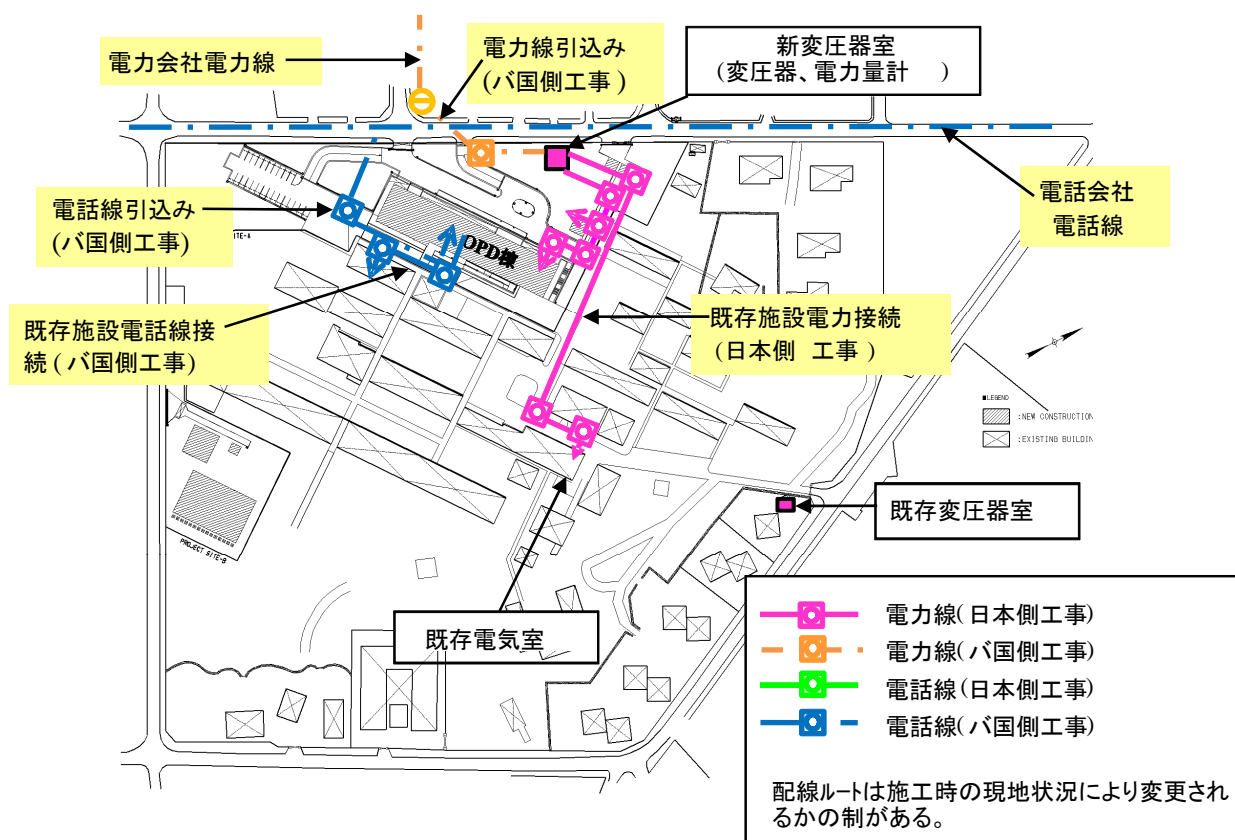 電力会社電力線
電力線引込み
(バ国側工事)
新変圧器室
(変圧器、電力量計 )
電話線引込み
(バ国側工事)
電話会社
電話線
SITE-A
OPD棟
既存施設電話線接
続(バ国側工事)
既存施設電力接続
(日本側 工事)
■LEGEND
:NEW CONSTRUCTION
:EXISTING BUILDIN
既存変圧器室
PROJECT SITE-B
既存電気室
電力線(日本側工事)
電力線(バ国側工事)
電話線(日本側工事)
電話線(バ国側工事)
配線ルートは施工時の現地状況により変更され
るかの制がある。